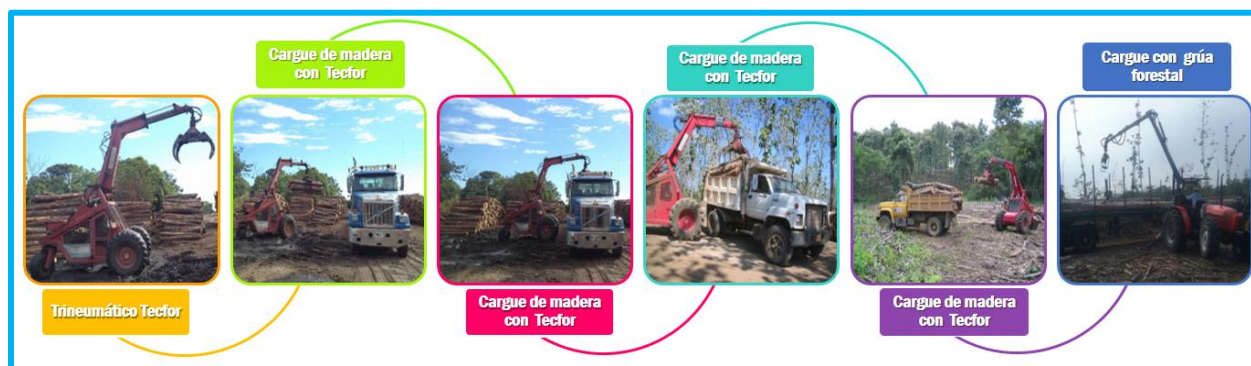 Trineumático Tecfor
Cargue de madera
con Tecfor
Cargue de madera
con Tecfor
Cargue de madera
con Tecfor
Cargue de madera
con Tecfor
Cargue con grúa
forestal